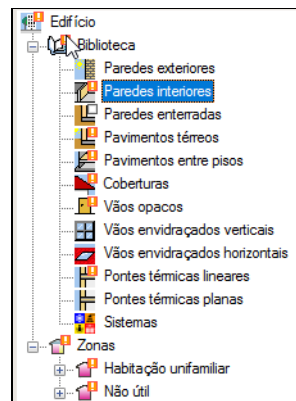 Edifício
Biblioteca
Paredes exteriores
Paredes interiores
Paredes enterradas
Pavimentos térreos
Pavimentos entre pisos
Coberturas
Vãos opacos
Vãos envidraçados verticais
Vãos envidraçados horizontais
Pontes térmicas lineares
Pontes térmicas planas
Sistemas
Zonas
Habitação unifamiliar
Não útil